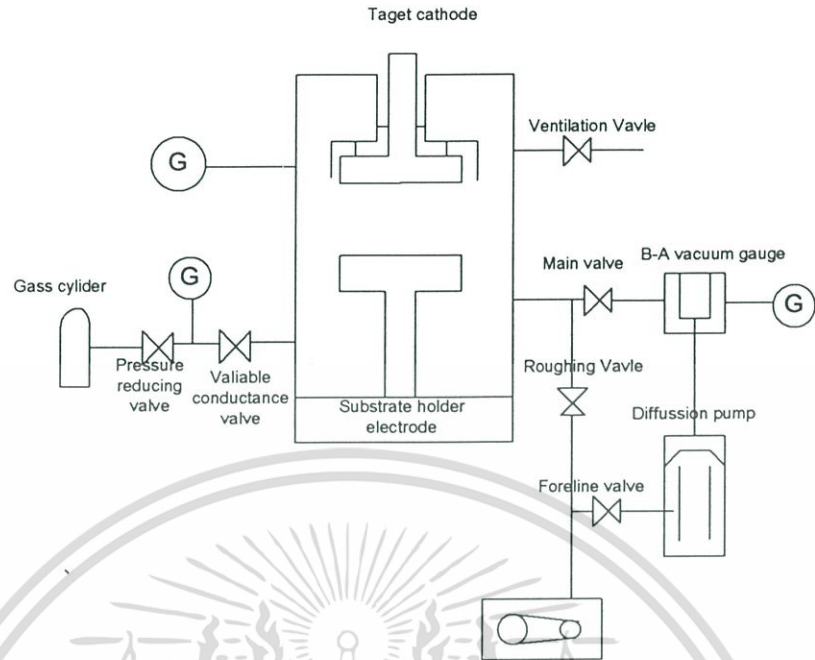 Taget cathode
Ventilation Vavle
G
Main valve
B-A vacuum gauge
G
Gass cylider
G
Pressure
reducing
valve
Valiable
conductance
valve
Roughing Vavle
Substrate holder
electrode
Diffussion pump
Foreline valve